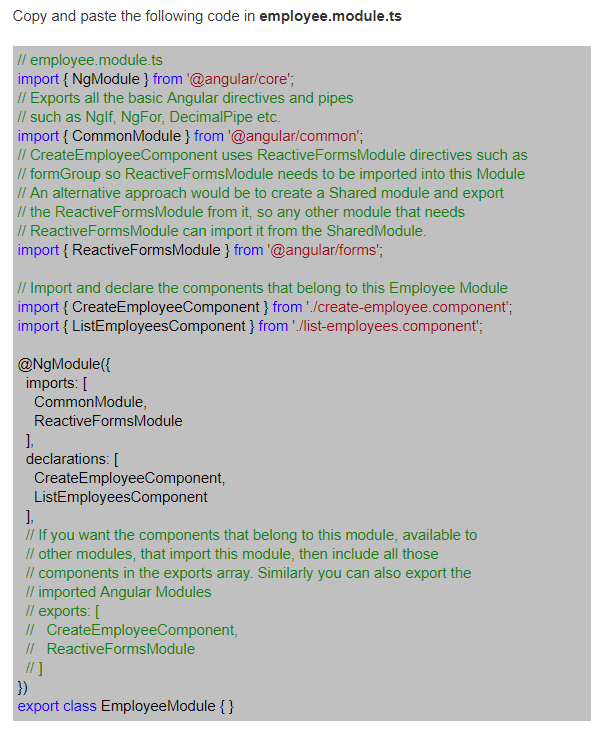 Copy and paste the following code in employee.module.ts
// employee.module.ts
import { NgModule } from '@angular/core';
// Exports all the basic Angular directives and pipes
// such as NgIf, NgFor, DecimalPipe etc.
import { CommonModule } from '@angular/common';
// CreateEmployeeComponent uses ReactiveFormsModule directives such as
// formGroup so ReactiveFormsModule needs to be imported into this Module
// An alternative approach would be to create a Shared module and export
// the ReactiveFormsModule from it, so any other module that needs
// ReactiveFormsModule can import it from the SharedModule.
import { ReactiveFormsModule } from '@angular/forms';

// Import and declare the components that belong to this Employee Module
import { CreateEmployeeComponent } from './create-employee.component';
import { ListEmployeesComponent } from './list-employees.component';

@NgModule({
  imports: [
    CommonModule,
    ReactiveFormsModule
  ],
  declarations: [
    CreateEmployeeComponent,
    ListEmployeesComponent
  ],
  // If you want the components that belong to this module, available to
  // other modules, that import this module, then include all those
  // components in the exports array. Similarly you can also export the
  // imported Angular Modules
  // exports: [
  //   CreateEmployeeComponent,
  //   ReactiveFormsModule
  // ]
})
export class EmployeeModule { }